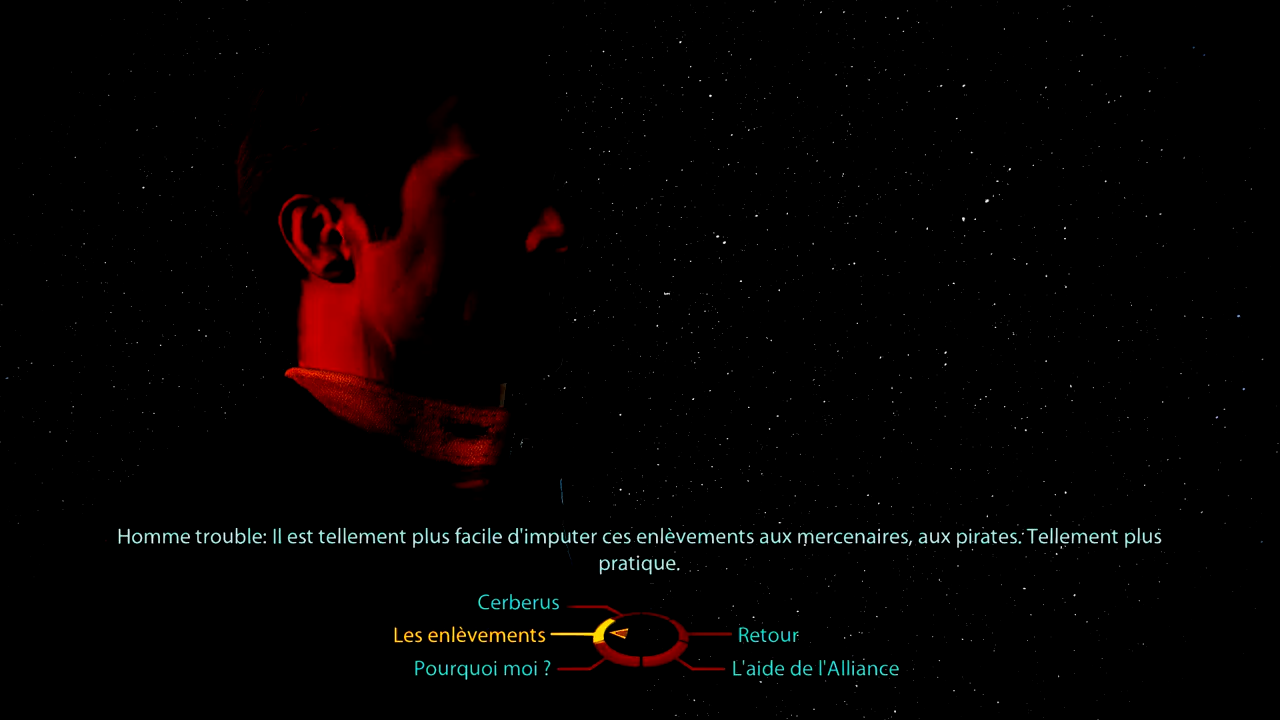 Homme trouble: Il est tellement plus facile d'imputer ces enlèvements aux mercenaires, aux pirates. Tellement plus
pratique.
Cerberus
Les enlèvements
Retour
Pourquoi moi ?
L'aide de l'Alliance